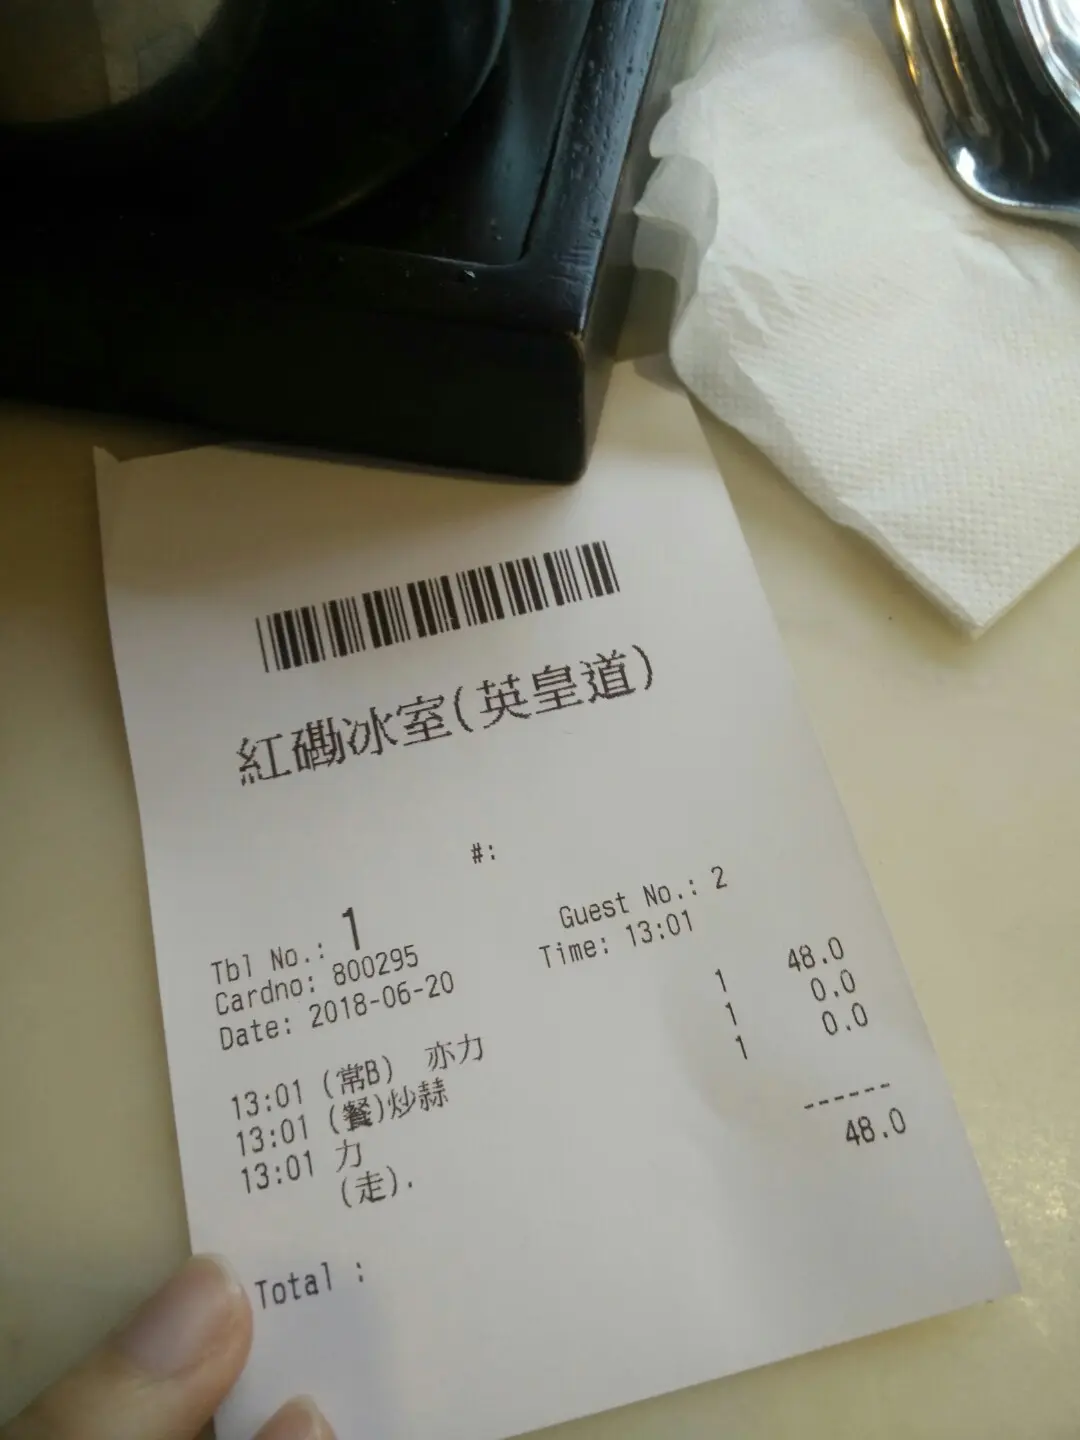 紅磡冰室(英皇道)
#:
Tbl No.: 1 Guest No.: 2
Cardno: 800295 Time: 13:01
Date: 2018-06-20
13:01 (常B) 亦力 1 48.0
13:01 (餐)炒蒜 1 0.0
13:01 力 1 0.0
(走).
------
Total : 48.0